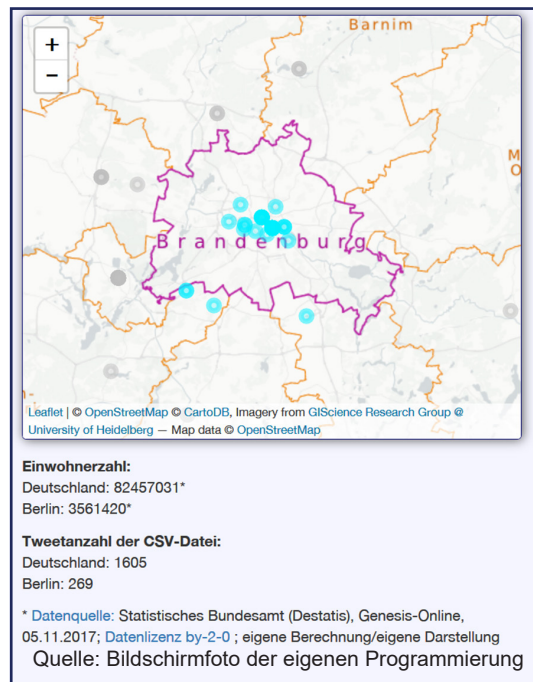 +
−
Barnim
M
O
Brandenburg
Leaflet | © OpenStreetMap © CartoDB, Imagery from GIScience Research Group @
University of Heidelberg — Map data © OpenStreetMap
Einwohnerzahl:
Deutschland: 82457031*
Berlin: 3561420*
Tweetanzahl der CSV-Datei:
Deutschland: 1605
Berlin: 269
* Datenquelle: Statistisches Bundesamt (Destatis), Genesis-Online,
05.11.2017; Datenlizenz by-2-0 ; eigene Berechnung/eigene Darstellung
Quelle: Bildschirmfoto der eigenen Programmierung